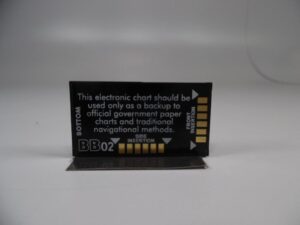 This electronic chart should be
used only as a backup to
official government paper
charts and traditional
navigational methods.
BOTTOM
BB02
SIDE
INSERTION
FRONT
INSERTION